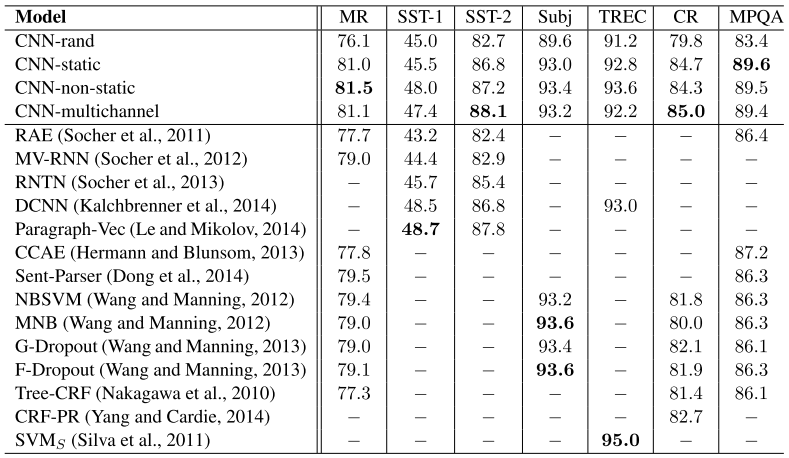 Model MR SST-1 SST-2 Subj TREC CR MPQA
CNN-rand 76.1 45.0 82.7 89.6 91.2 79.8 83.4
CNN-static 81.0 45.5 86.8 93.0 92.8 84.7 89.6
CNN-non-static 81.5 48.0 87.2 93.4 93.6 84.3 89.5
CNN-multichannel 81.1 47.4 88.1 93.2 92.2 85.0 89.4
RAE (Socher et al., 2011) 77.7 43.2 82.4 − − − 86.4
MV-RNN (Socher et al., 2012) 79.0 44.4 82.9 − − − −
RNTN (Socher et al., 2013) − 45.7 85.4 − − − −
DCNN (Kalchbrenner et al., 2014) − 48.5 86.8 − 93.0 − −
Paragraph-Vec (Le and Mikolov, 2014) − 48.7 87.8 − − − −
CCAE (Hermann and Blunsom, 2013) 77.8 − − − − − 87.2
Sent-Parser (Dong et al., 2014) 79.5 − − − − − 86.3
NBSVM (Wang and Manning, 2012) 79.4 − − 93.2 − 81.8 86.3
MNB (Wang and Manning, 2012) 79.0 − − 93.6 − 80.0 86.3
G-Dropout (Wang and Manning, 2013) 79.0 − − 93.4 − 82.1 86.1
F-Dropout (Wang and Manning, 2013) 79.1 − − 93.6 − 81.9 86.3
Tree-CRF (Nakagawa et al., 2010) 77.3 − − − − 81.4 86.1
CRF-PR (Yang and Cardie, 2014) − − − − − 82.7 −
SVMS (Silva et al., 2011) − − − − 95.0 − −